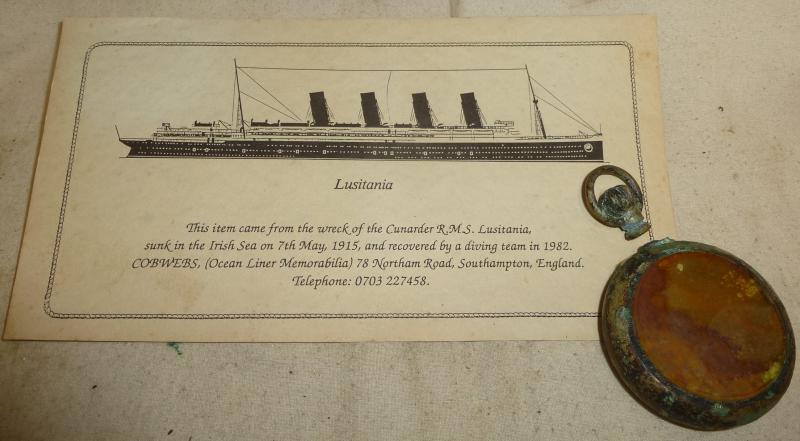 Lusitania
This item came from the wreck of the Cunarder R.M.S. Lusitania,
sunk in the Irish Sea on 7th May, 1915, and recovered by a diving team in 1982.
COBWEBS, (Ocean Liner Memorabilia) 78 Northam Road, Southampton, England.
Telephone: 0703 227458.